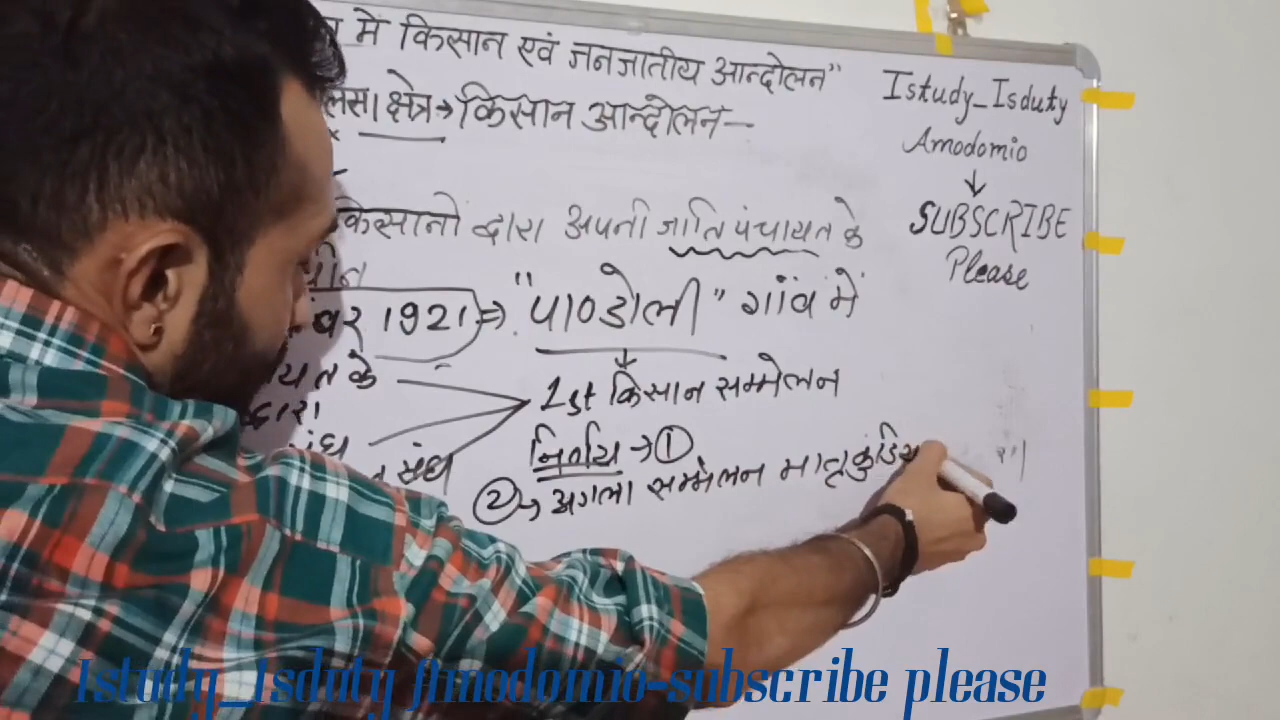 में किसान एवं जनजातीय आन्दोलन"
क्षेत्र→किसान आन्दोलन-
किसानो द्वारा अपनी जाति पंचायत के
1921 ⇒ "पाण्डोली" गांव में
के
1st किसान सम्मेलन
द्वारा
निर्णय → ①
संघ
② → अगला सम्मेलन मातृकुंडिय
Istudy_Isduty
Amodomio
↓
SUBSCRIBE
Please
Istudy_Isduty Amodomio-subscribe please